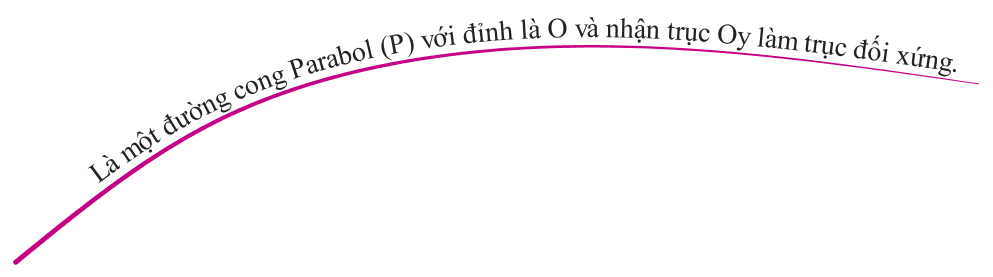 Là một đường cong Parabol (P) với đỉnh là O và nhận trục Oy làm trục đối xứng.